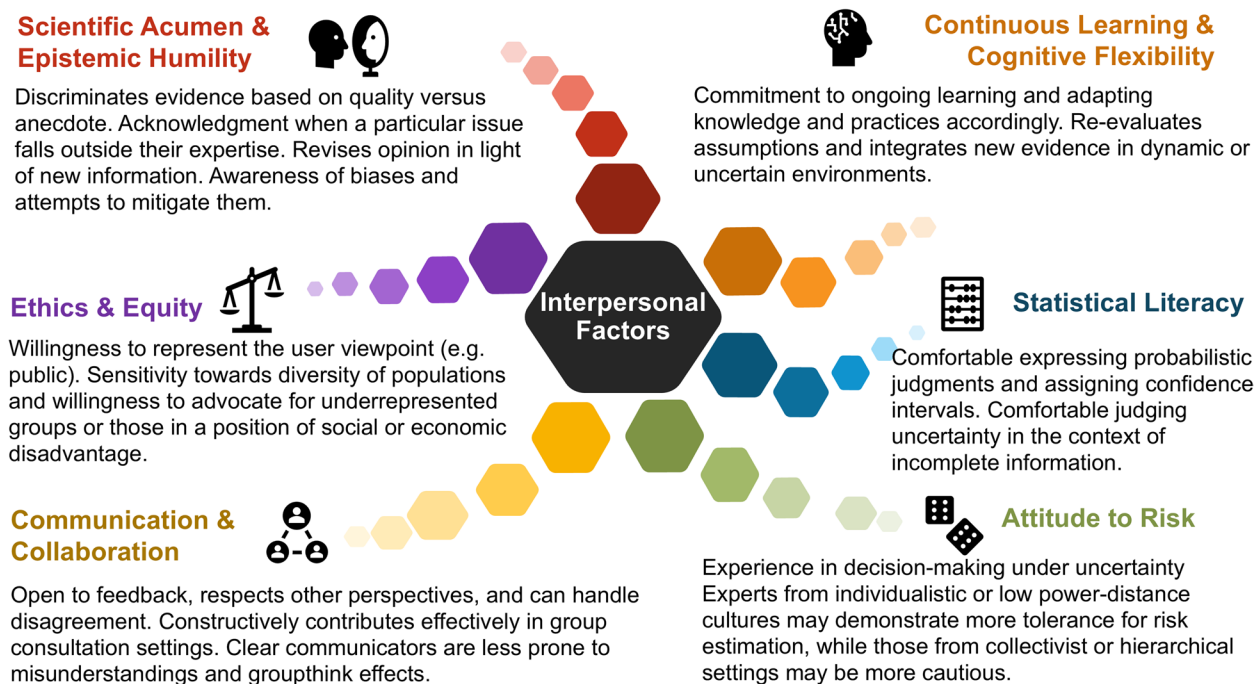 Scientific Acumen &
Epistemic Humility
Discriminates evidence based on quality versus
anecdote. Acknowledgment when a particular issue
falls outside their expertise. Revises opinion in light
of new information. Awareness of biases and
attempts to mitigate them.
Continuous Learning &
Cognitive Flexibility
Commitment to ongoing learning and adapting
knowledge and practices accordingly. Re-evaluates
assumptions and integrates new evidence in dynamic or
uncertain environments.
Ethics & Equity
Willingness to represent the user viewpoint (e.g.
public). Sensitivity towards diversity of populations
and willingness to advocate for underrepresented
groups or those in a position of social or economic
disadvantage.
Interpersonal
Factors
Statistical Literacy
Comfortable expressing probabilistic
judgments and assigning confidence
intervals. Comfortable judging
uncertainty in the context of
incomplete information.
Communication &
Collaboration
Open to feedback, respects other perspectives, and can handle
disagreement. Constructively contributes effectively in group
consultation settings. Clear communicators are less prone to
misunderstandings and groupthink effects.
Attitude to Risk
Experience in decision-making under uncertainty
Experts from individualistic or low power-distance
cultures may demonstrate more tolerance for risk
estimation, while those from collectivist or hierarchical
settings may be more cautious.